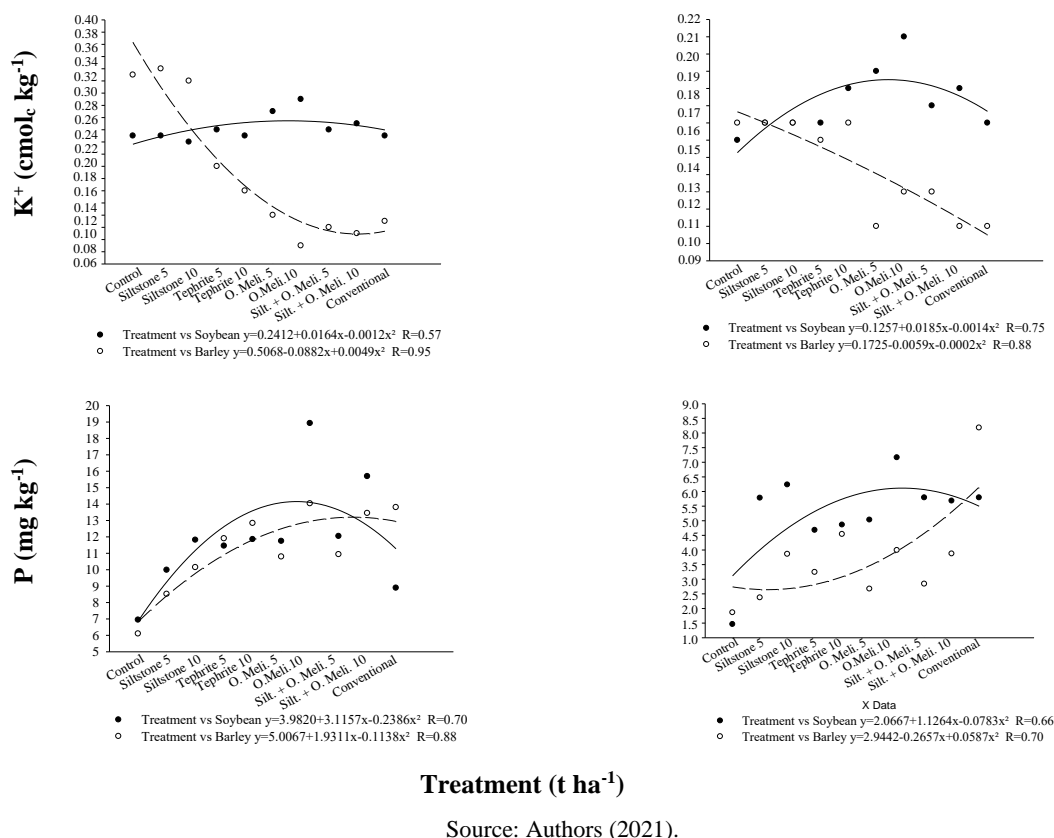 K⁺ (cmol꜀ kg⁻¹)
0.40
0.38
0.36
0.34
0.32
0.30
0.28
0.26
0.24
0.22
0.20
0.18
0.16
0.14
0.12
0.10
0.08
0.06
Control
Siltstone 5
Siltstone 10
Tephrite 5
Tephrite 10
O. Meli. 5
O.Meli.10
Silt. + O. Meli. 5
Silt. + O. Meli. 10
Conventional
Treatment vs Soybean y=0.2412+0.0164x-0.0012x² R=0.57
Treatment vs Barley y=0.5068-0.0882x+0.0049x² R=0.95
0.22
0.21
0.19
0.18
0.17
0.16
0.15
0.13
0.12
0.11
0.10
0.09
Control
Siltstone 5
Siltstone 10
Tephrite 5
Tephrite 10
O. Meli. 5
O.Meli.10
Silt. + O. Meli. 5
Silt. + O. Meli. 10
Conventional
Treatment vs Soybean y=0.1257+0.0185x-0.0014x² R=0.75
Treatment vs Barley y=0.1725-0.0059x-0.0002x² R=0.88
P (mg kg⁻¹)
20
19
18
17
16
15
14
13
12
11
10
9
8
7
6
5
Control
Siltstone 5
Siltstone 10
Tephrite 5
Tephrite 10
O. Meli. 5
O.Meli.10
Silt. + O. Meli. 5
Silt. + O. Meli. 10
Conventional
Treatment vs Soybean y=3.9820+3.1157x-0.2386x² R=0.70
Treatment vs Barley y=5.0067+1.9311x-0.1138x² R=0.88
9.0
8.5
8.0
7.5
7.0
6.5
6.0
5.5
5.0
4.5
4.0
3.5
3.0
2.5
1.5
1.0
Control
Siltstone 5
Siltstone 10
Tephrite 5
Tephrite 10
O. Meli. 5
O.Meli.10
Silt. + O. Meli. 5
Silt. + O. Meli. 10
Conventional
X Data
Treatment vs Soybean y=2.0667+1.1264x-0.0783x² R=0.66
Treatment vs Barley y=2.9442-0.2657x+0.0587x² R=0.70
Treatment (t ha⁻¹)
Source: Authors (2021).